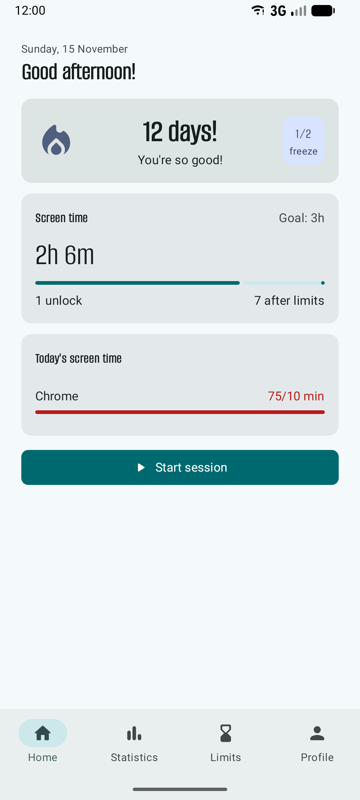 12:00
3G
Sunday, 15 November
Good afternoon!
12 days!
You're so good!
1/2
freeze
Screen time
Goal: 3h
2h 6m
1 unlock
7 after limits
Today's screen time
Chrome
75/10 min
Start session
Home
Statistics
Limits
Profile